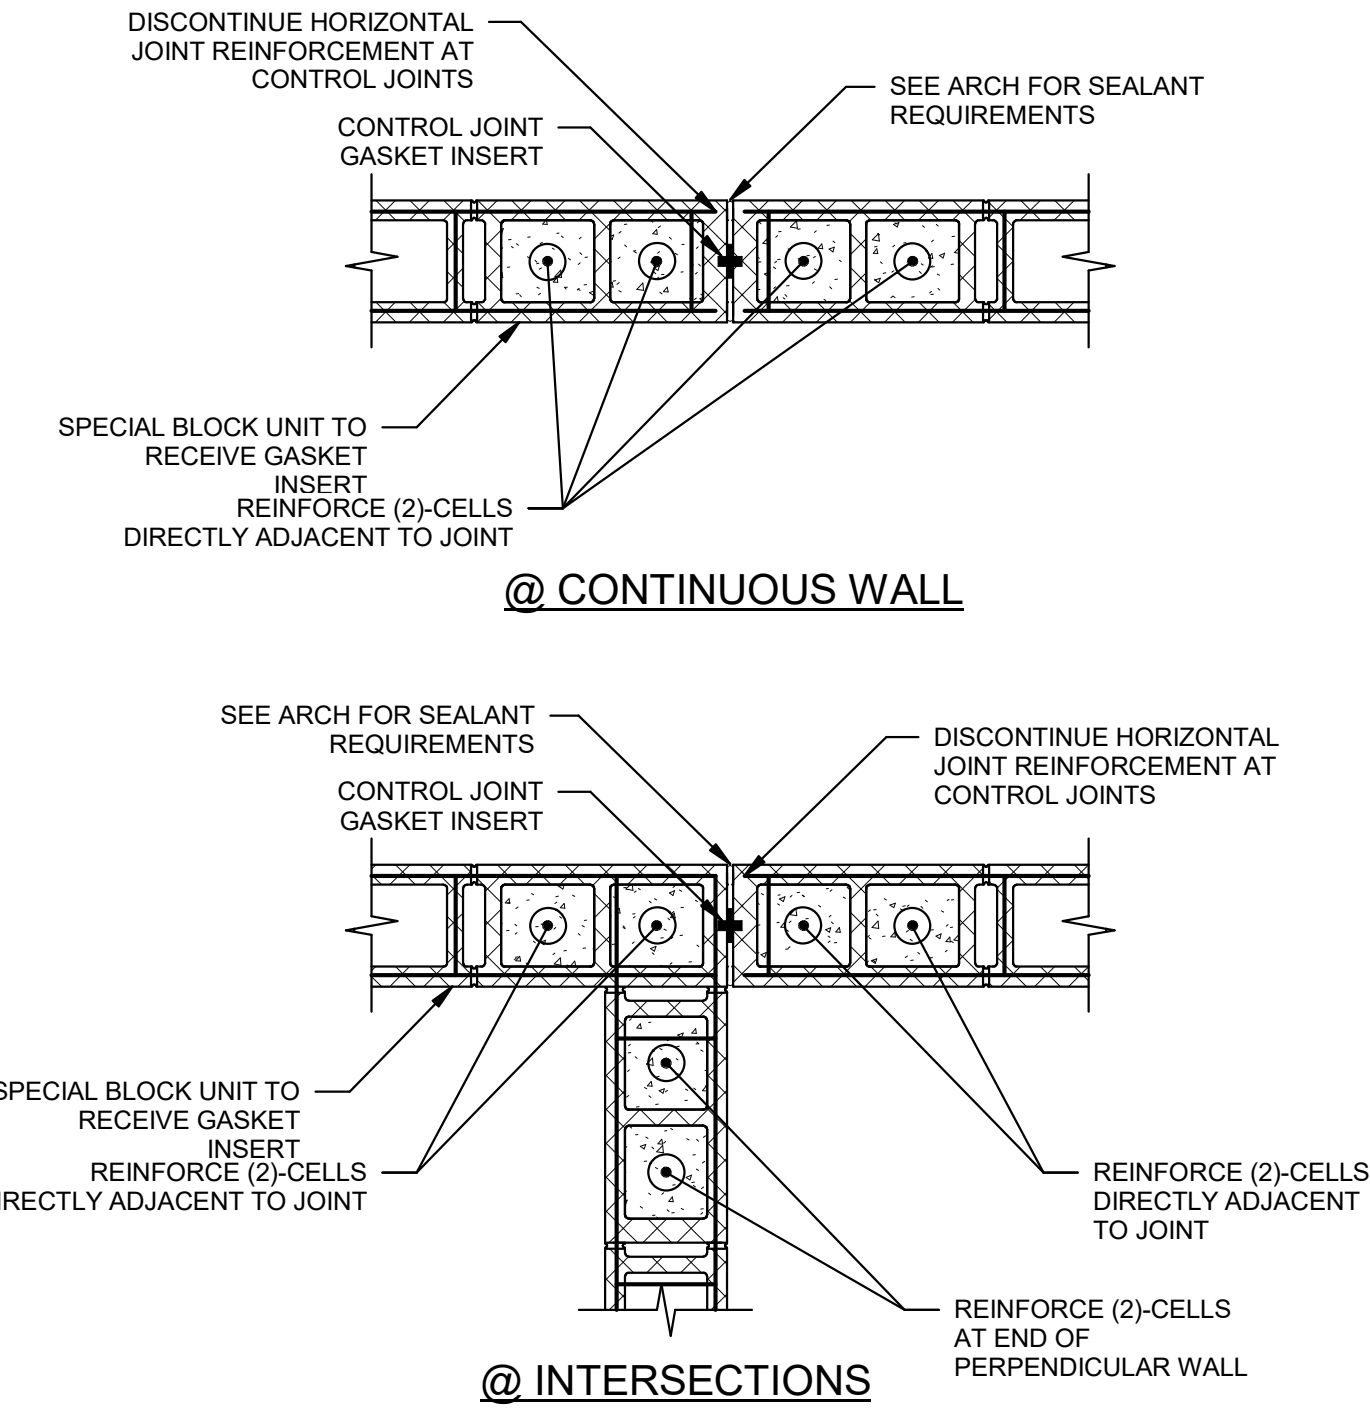 DISCONTINUE HORIZONTAL
JOINT REINFORCEMENT AT
CONTROL JOINTS
SEE ARCH FOR SEALANT
REQUIREMENTS
CONTROL JOINT
GASKET INSERT
SPECIAL BLOCK UNIT TO
RECEIVE GASKET
INSERT
REINFORCE (2)-CELLS
DIRECTLY ADJACENT TO JOINT
@ CONTINUOUS WALL
SEE ARCH FOR SEALANT
REQUIREMENTS
DISCONTINUE HORIZONTAL
JOINT REINFORCEMENT AT
CONTROL JOINTS
CONTROL JOINT
GASKET INSERT
SPECIAL BLOCK UNIT TO
RECEIVE GASKET
INSERT
REINFORCE (2)-CELLS
DIRECTLY ADJACENT TO JOINT
REINFORCE (2)-CELLS
DIRECTLY ADJACENT
TO JOINT
REINFORCE (2)-CELLS
AT END OF
PERPENDICULAR WALL
@ INTERSECTIONS